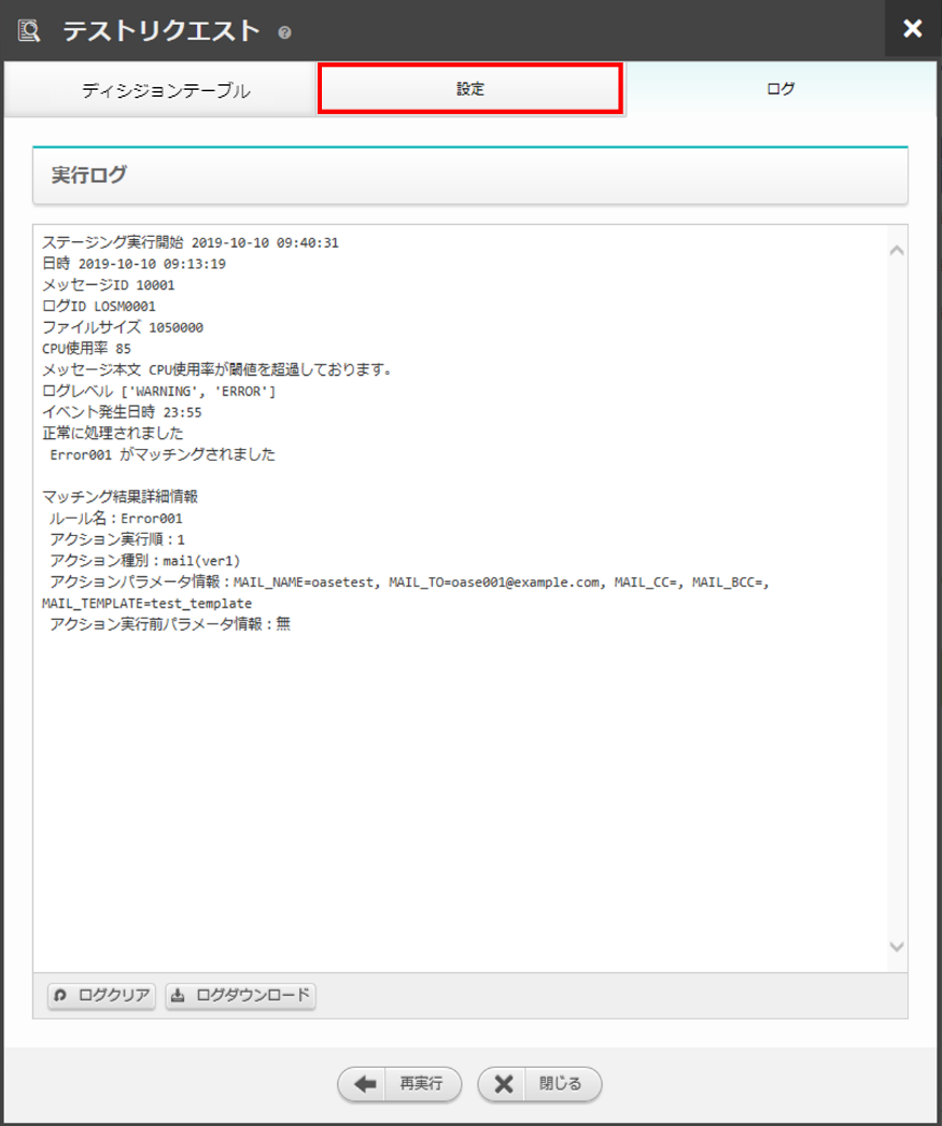 テストリクエスト
ディシジョンテーブル
設定
ログ
実行ログ
ステージング実行開始 2019-10-10 09:40:31
日時 2019-10-10 09:13:19
メッセージID 10001
ログID LOSM0001
ファイルサイズ 1050000
CPU使用率 85
メッセージ本文 CPU使用率が閾値を超過しております。
ログレベル ['WARNING', 'ERROR']
イベント発生日時 23:55
正常に処理されました
Error001 がマッチングされました
マッチング結果詳細情報
ルール名：Error001
アクション実行順：1
アクション種別：mail(ver1)
アクションパラメータ情報：MAIL_NAME=oasetest, MAIL_TO=oase001@example.com, MAIL_CC=, MAIL_BCC=,
MAIL_TEMPLATE=test_template
アクション実行前パラメータ情報：無
ログクリア
ログダウンロード
再実行
閉じる